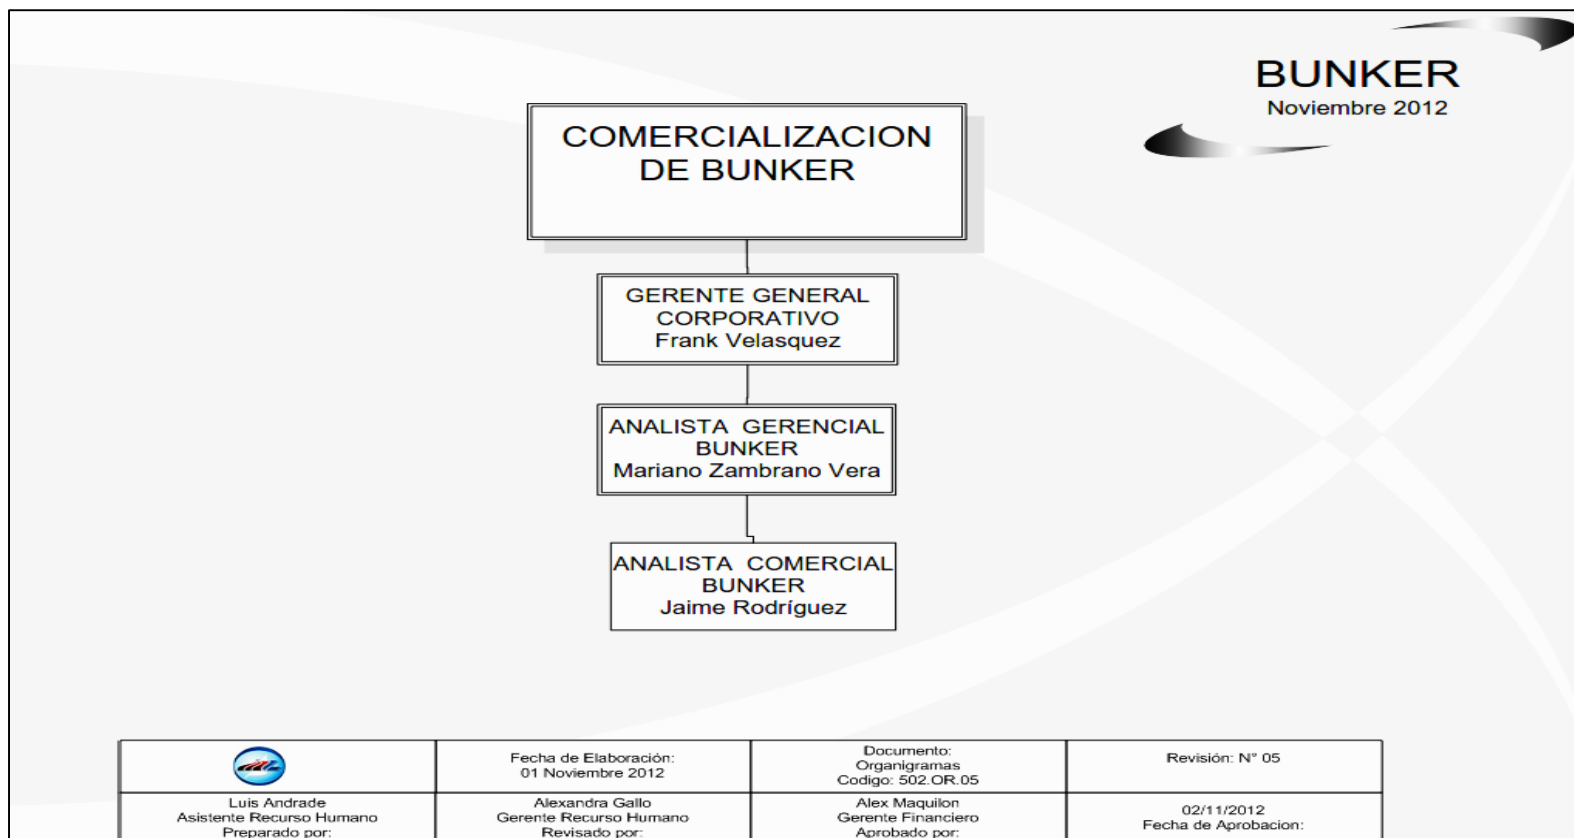 BUNKER
Noviembre 2012
COMERCIALIZACION
DE BUNKER
GERENTE GENERAL
CORPORATIVO
Frank Velasquez
ANALISTA GERENCIAL
BUNKER
Mariano Zambrano Vera
ANALISTA COMERCIAL
BUNKER
Jaime Rodríguez
Fecha de Elaboración:
01 Noviembre 2012
Documento:
Organigramas
Codigo: 502.OR.05
Revisión: N° 05
Luis Andrade
Asistente Recurso Humano
Preparado por:
Alexandra Gallo
Gerente Recurso Humano
Revisado por:
Alex Maquilon
Gerente Financiero
Aprobado por:
02/11/2012
Fecha de Aprobacion: